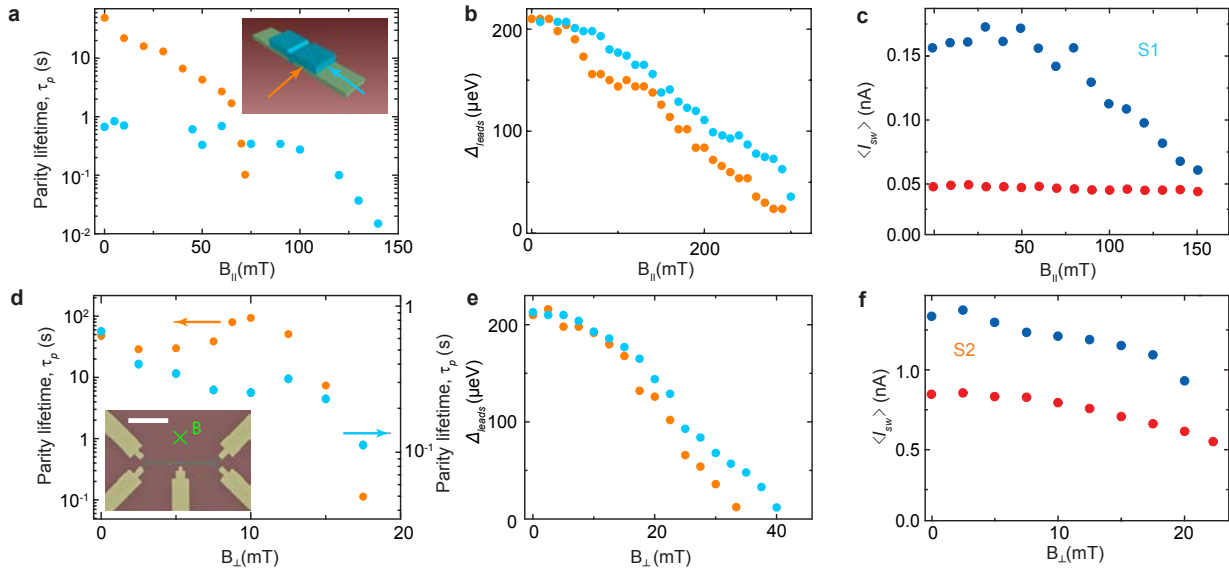 a
Parity lifetime, τp (s)
10
1
10-1
10-2
0
50
100
150
B||(mT)
b
Δleads (μeV)
200
100
0
0
200
B||(mT)
c
<Isw> (nA)
0.15
0.10
0.05
0.00
S1
0
50
100
150
B||(mT)
d
Parity lifetime, τp (s)
102
10
1
10-1
B
0
10
20
B⊥(mT)
1
10-1
Parity lifetime, τp (s)
e
Δleads (μeV)
200
100
0
0
20
40
B⊥(mT)
f
<Isw> (nA)
1.0
0.5
0.0
S2
0
10
20
B⊥(mT)